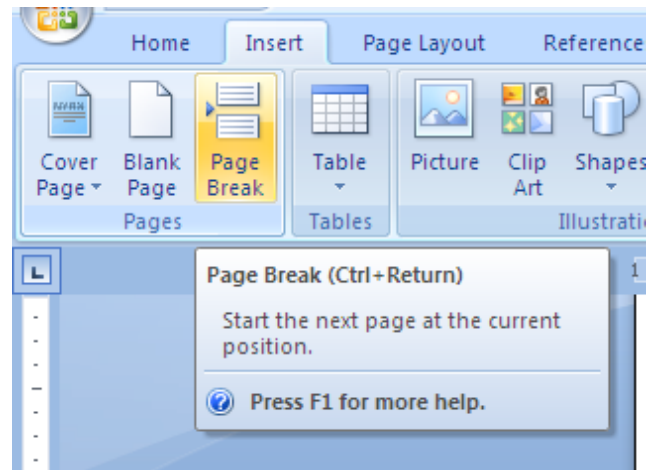 Home Insert Page Layout Reference
Cover Page Blank Page Page Break Table Picture Clip Art Shapes
Pages Tables Illustrati
L 1
Page Break (Ctrl+Return)
Start the next page at the current
position.
Press F1 for more help.